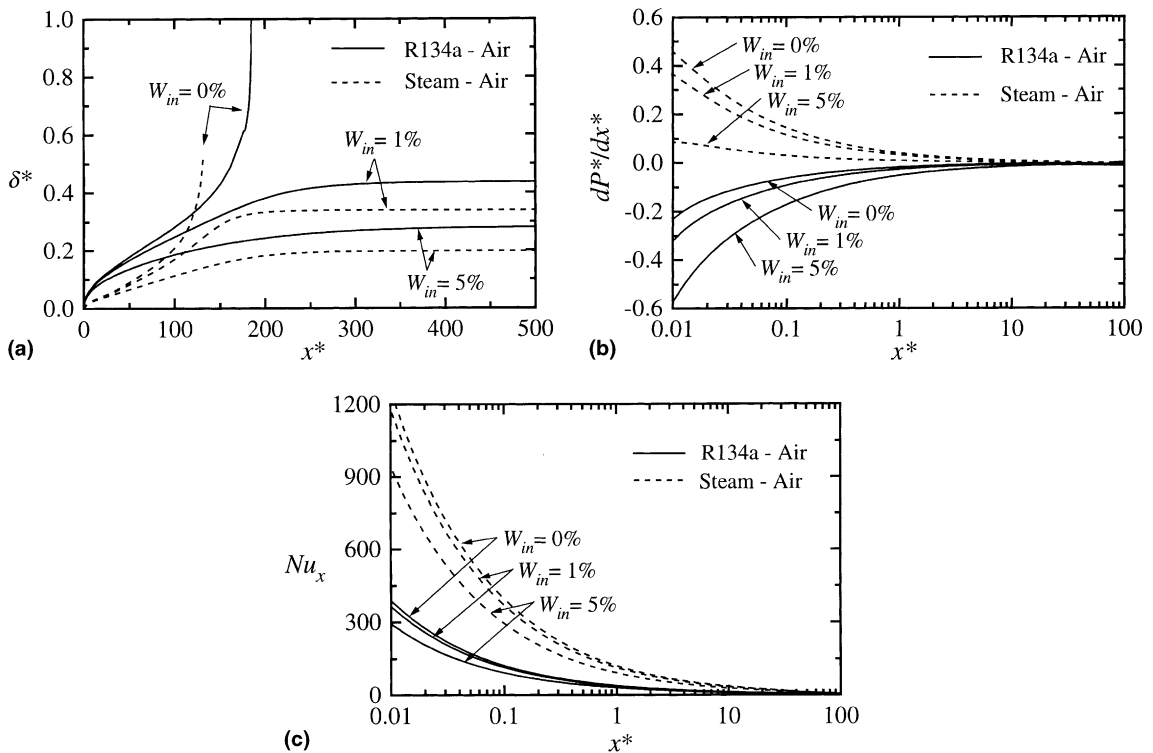 1.0
0.8
0.6
0.4
0.2
0.0
δ*
0 100 200 300 400 500
x*
R134a - Air
Steam - Air
W_in = 0%
W_in = 1%
W_in = 5%
(a)
0.6
0.4
0.2
0.0
-0.2
-0.4
-0.6
dP*/dx*
0.01 0.1 1 10 100
x*
W_in = 0%
W_in = 1%
W_in = 5%
R134a - Air
Steam - Air
W_in = 0%
W_in = 1%
W_in = 5%
(b)
1200
900
600
300
0
Nu_x
0.01 0.1 1 10 100
x*
R134a - Air
Steam - Air
W_in = 0%
W_in = 1%
W_in = 5%
(c)